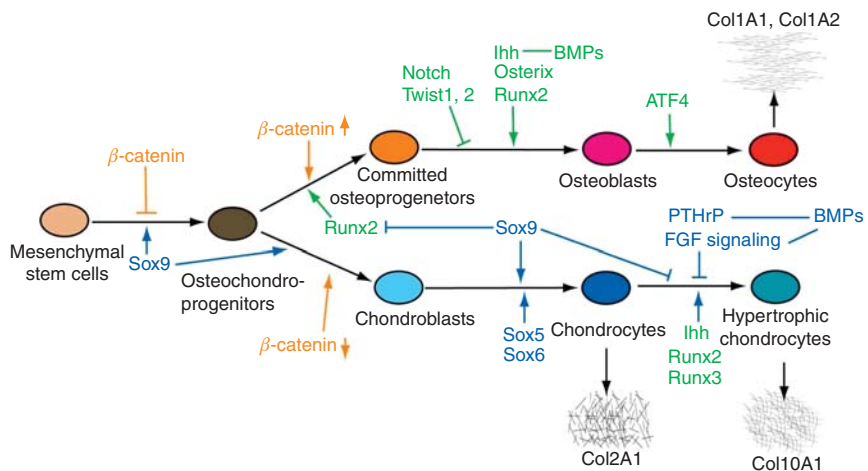 Col1A1, Col1A2
Ihh BMPs
Notch Osterix
Twist1, 2 Runx2 ATF4
β-catenin
β-catenin
Committed
osteoprogenetors
Osteoblasts
Osteocytes
Mesenchymal
stem cells
Sox9
Runx2
Sox9
PTHrP BMPs
FGF signaling
Osteochondro-
progenitors
Chondroblasts
Chondrocytes
Hypertrophic
chondrocytes
β-catenin
Sox5
Sox6
Ihh
Runx2
Runx3
Col2A1
Col10A1